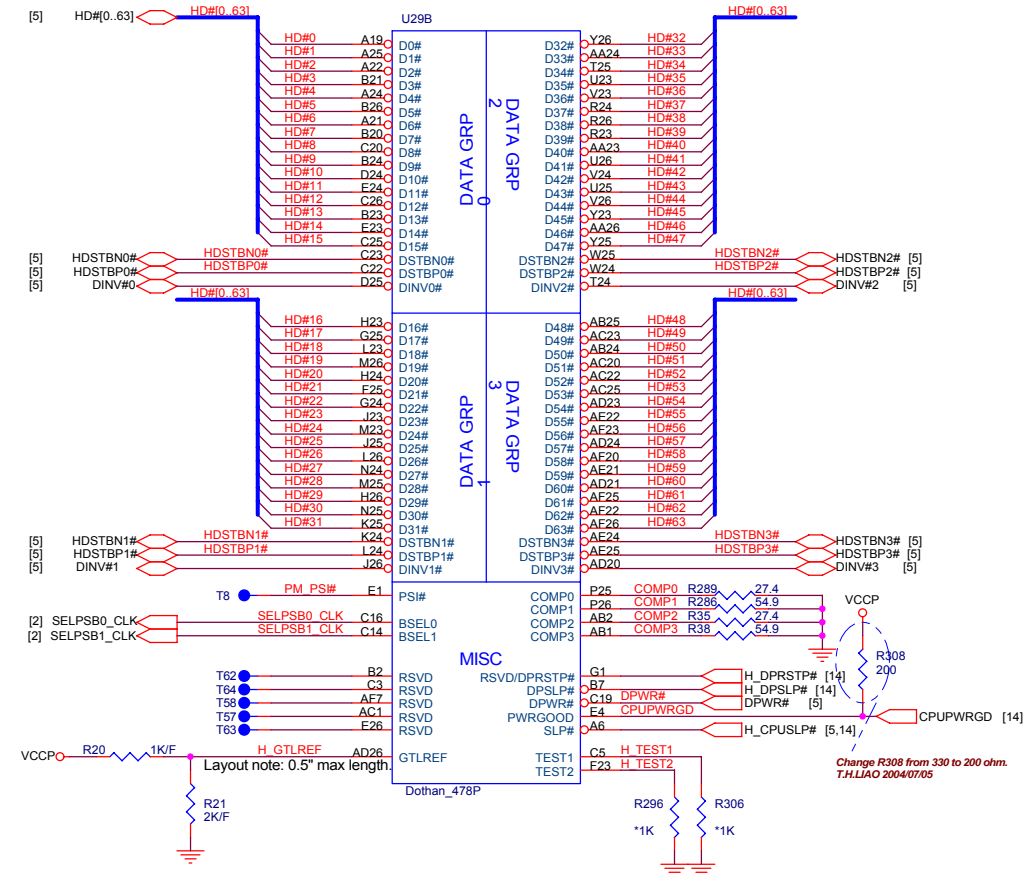 [5] HD#[0..63] HD#[0..63] U29B HD#[0..63]
HD#0 A19 D0# D32# Y26 HD#32
HD#1 A25 D1# D33# AA24 HD#33
HD#2 A22 D2# D34# T25 HD#34
HD#3 B21 D3# D35# U23 HD#35
HD#4 A24 D4# D36# V23 HD#36
HD#5 B26 D5# D37# R24 HD#37
HD#6 A21 D6# D38# R26 HD#38
HD#7 B20 D7# D39# R23 HD#39
HD#8 C20 D8# D40# AA23 HD#40
HD#9 B24 D9# D41# U26 HD#41
HD#10 D24 D10# D42# V24 HD#42
HD#11 E24 D11# D43# U25 HD#43
HD#12 C26 D12# D44# V26 HD#44
HD#13 B23 D13# D45# Y23 HD#45
HD#14 E23 D14# D46# AA26 HD#46
HD#15 C25 D15# D47# Y25 HD#47
DATA GRP 0
DATA GRP 2
[5] HDSTBN0# HDSTBN0# C23 DSTBN0# DSTBN2# W25 HDSTBN2# HDSTBN2# [5]
[5] HDSTBP0# HDSTBP0# C22 DSTBP0# DSTBP2# W24 HDSTBP2# HDSTBP2# [5]
[5] DINV#0 D25 DINV0# DINV2# T24 DINV#2 [5]
HD#[0..63] HD#[0..63]
HD#16 H23 D16# D48# AB25 HD#48
HD#17 G25 D17# D49# AC23 HD#49
HD#18 L23 D18# D50# AB24 HD#50
HD#19 M26 D19# D51# AC20 HD#51
HD#20 H24 D20# D52# AC22 HD#52
HD#21 F25 D21# D53# AC25 HD#53
HD#22 G24 D22# D54# AD23 HD#54
HD#23 J23 D23# D55# AE22 HD#55
HD#24 M23 D24# D56# AF23 HD#56
HD#25 J25 D25# D57# AD24 HD#57
HD#26 L26 D26# D58# AF20 HD#58
HD#27 N24 D27# D59# AE21 HD#59
HD#28 M25 D28# D60# AD21 HD#60
HD#29 H26 D29# D61# AF25 HD#61
HD#30 N25 D30# D62# AF22 HD#62
HD#31 K25 D31# D63# AF26 HD#63
DATA GRP 1
DATA GRP 3
[5] HDSTBN1# HDSTBN1# K24 DSTBN1# DSTBN3# AE24 HDSTBN3# HDSTBN3# [5]
[5] HDSTBP1# HDSTBP1# L24 DSTBP1# DSTBP3# AE25 HDSTBP3# HDSTBP3# [5]
[5] DINV#1 J26 DINV1# DINV3# AD20 DINV#3 [5]
T8 PM_PSI# E1 PSI# COMP0 P25 COMP0 R289 27.4
COMP1 P26 COMP1 R286 54.9
[2] SELPSB0_CLK SELPSB0_CLK C16 BSEL0 COMP2 AB2 COMP2 R35 27.4
[2] SELPSB1_CLK SELPSB1_CLK C14 BSEL1 COMP3 AB1 COMP3 R38 54.9
VCCP
R308
200
MISC
T62 B2 RSVD RSVD/DPRSTP# G1 H_DPRSTP# [14]
T64 C3 RSVD DPSLP# B7 H_DPSLP# [14]
T58 AF7 RSVD DPWR# C19 DPWR# DPWR# [5]
T57 AC1 RSVD PWRGOOD E4 CPUPWRGD CPUPWRGD [14]
T63 E26 RSVD SLP# A6 H_CPUSLP# [5,14]
VCCP R20 1K/F H_GTLREF AD26 GTLREF TEST1 C5 H_TEST1
TEST2 F23 H_TEST2
Layout note: 0.5" max length.
Change R308 from 330 to 200 ohm.
T.H.LIAO 2004/07/05
Dothan_478P
R21
2K/F
R296 R306
*1K *1K